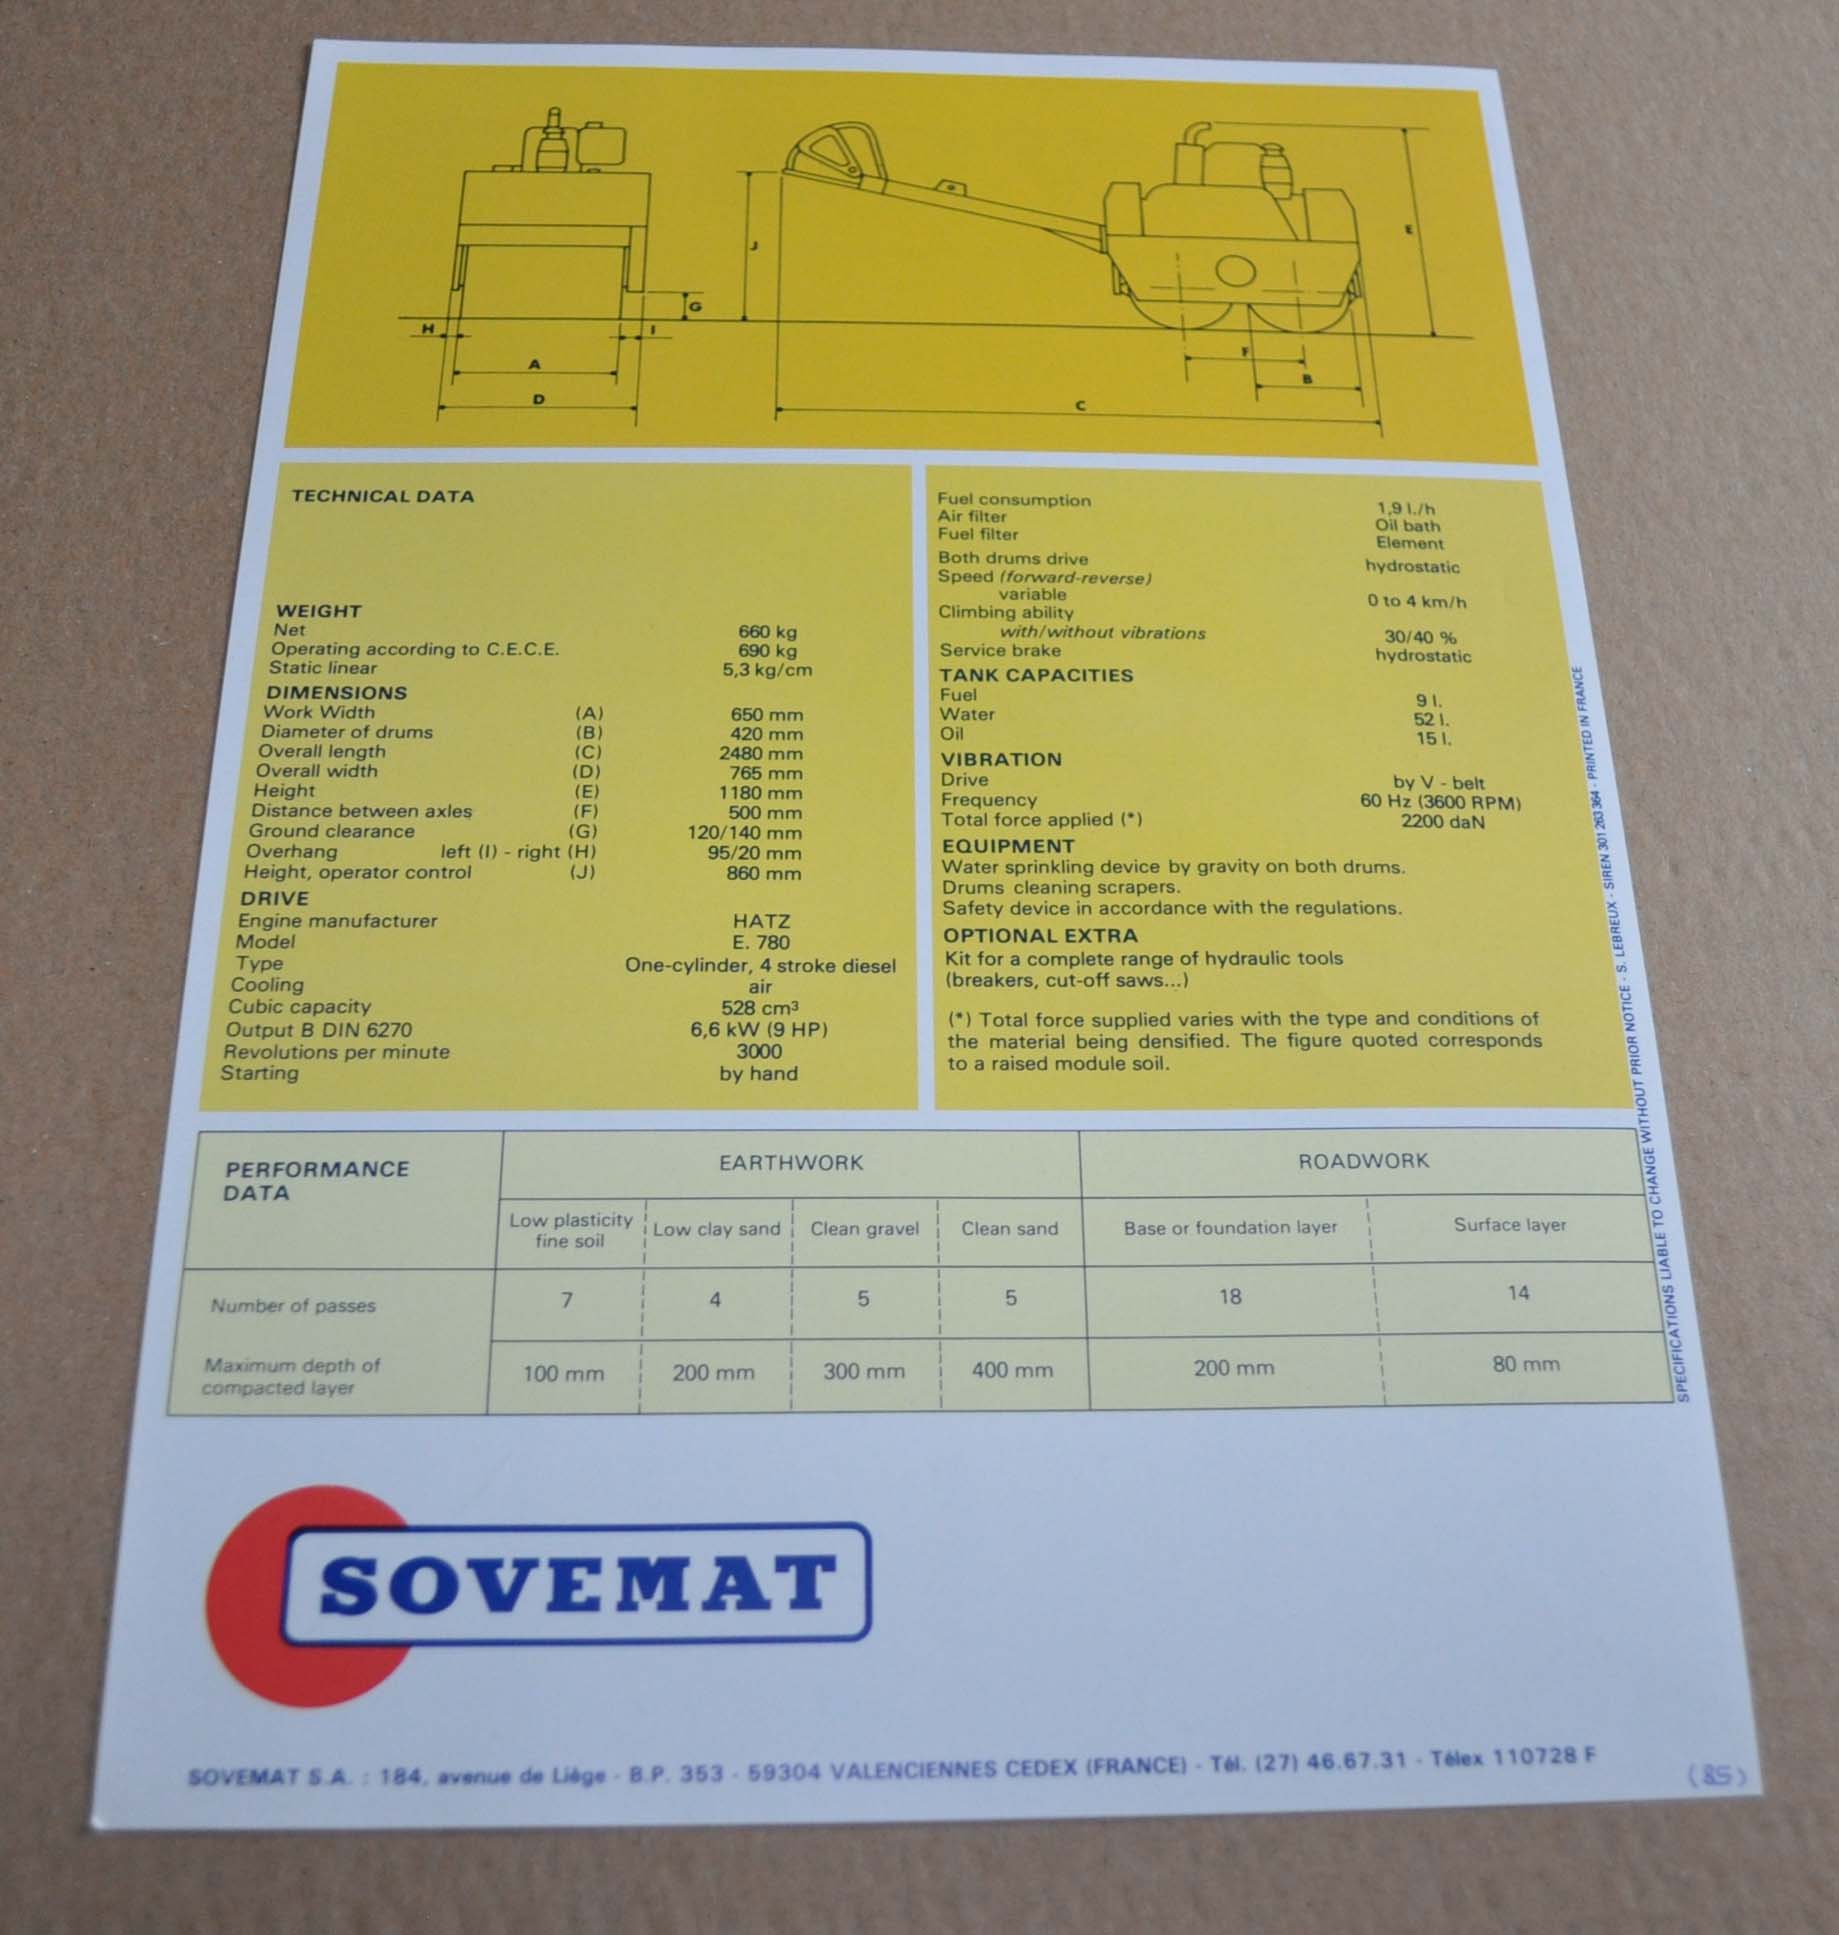 E
J
G
H
I
A
F
B
D
C
TECHNICAL DATA
WEIGHT
Net 660 kg
Operating according to C.E.C.E. 690 kg
Static linear 5,3 kg/cm
DIMENSIONS
Work Width (A) 650 mm
Diameter of drums (B) 420 mm
Overall length (C) 2480 mm
Overall width (D) 765 mm
Height (E) 1180 mm
Distance between axles (F) 500 mm
Ground clearance (G) 120/140 mm
Overhang left (I) - right (H) 95/20 mm
Height, operator control (J) 860 mm
DRIVE
Engine manufacturer HATZ
Model E. 780
Type One-cylinder, 4 stroke diesel
Cooling air
Cubic capacity 528 cm³
Output B DIN 6270 6,6 kW (9 HP)
Revolutions per minute 3000
Starting by hand
Fuel consumption 1,9 l./h
Air filter Oil bath
Fuel filter Element
Both drums drive hydrostatic
Speed (forward-reverse)
variable 0 to 4 km/h
Climbing ability
with/without vibrations 30/40 %
Service brake hydrostatic
TANK CAPACITIES
Fuel 9 l.
Water 52 l.
Oil 15 l.
VIBRATION
Drive by V - belt
Frequency 60 Hz (3600 RPM)
Total force applied (*) 2200 daN
EQUIPMENT
Water sprinkling device by gravity on both drums.
Drums cleaning scrapers.
Safety device in accordance with the regulations.
OPTIONAL EXTRA
Kit for a complete range of hydraulic tools
(breakers, cut-off saws...)
(*) Total force supplied varies with the type and conditions of
the material being densified. The figure quoted corresponds
to a raised module soil.
SPECIFICATIONS LIABLE TO CHANGE WITHOUT PRIOR NOTICE - S. LEBREUX - SIREN 301 263 364 - PRINTED IN FRANCE
PERFORMANCE
DATA
EARTHWORK ROADWORK
Low plasticity
fine soil Low clay sand Clean gravel Clean sand Base or foundation layer Surface layer
Number of passes 7 4 5 5 18 14
Maximum depth of
compacted layer 100 mm 200 mm 300 mm 400 mm 200 mm 80 mm
SOVEMAT
SOVEMAT S.A. : 184, avenue de Liège - B.P. 353 - 59304 VALENCIENNES CEDEX (FRANCE) - Tél. (27) 46.67.31 - Télex 110728 F
(85)